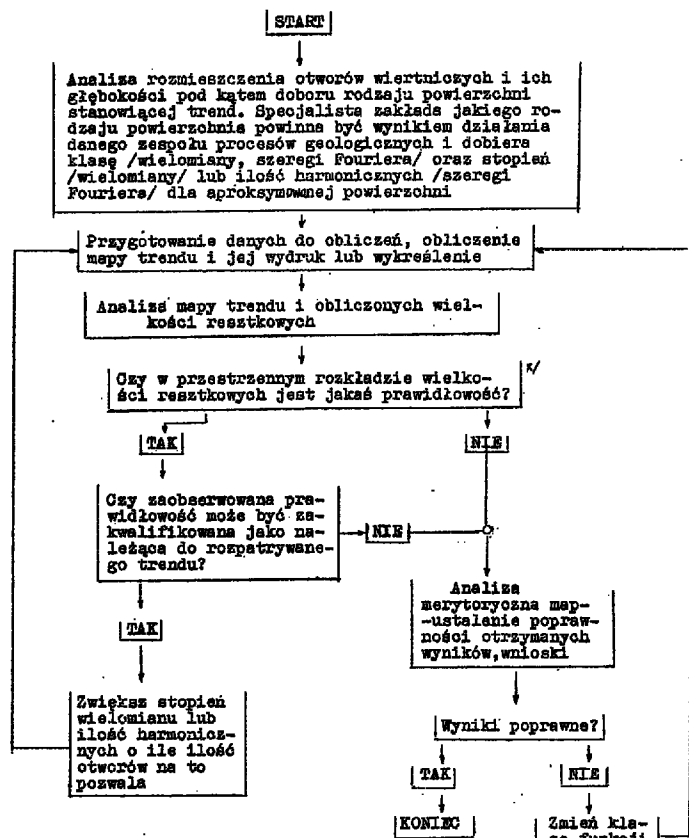 START
Analiza rozmieszczenia otworów wiertniczych i ich
głębokości pod kątem doboru rodzaju powierzchni
stanowiącej trend. Specjalista zakłada jakiego ro-
dzaju powierzchnia powinna być wynikiem działania
danego zespołu procesów geologicznych i dobiera
klasę /wielomiany, szeregi Fouriera/ oraz stopień
/wielomiany/ lub ilość harmonicznych /szeregi
Fouriera/ dla aproksymowanej powierzchni
Przygotowanie danych do obliczeń, obliczenie
mapy trendu i jej wydruk lub wykreślenie
Analiza mapy trendu i obliczonych wiel-
kości resztkowych
Czy w przestrzennym rozkładzie wielko-
ści resztkowych jest jakaś prawidłowość?
x/
TAK
NIE
Czy zaobserwowana pra-
widłowość może być za-
kwalifikowana jako na-
leżąca do rozpatrywane-
go trendu?
NIE
TAK
Analiza
merytoryczna map-
-ustalenie popraw-
ności otrzymanych
wyników,wnioski
Zwiększ stopień
wielomianu lub
ilość harmonicz-
nych o ile ilość
otworów na to
pozwala
Wyniki poprawne?
TAK
NIE
KONIEC
Zmień kla-
sę funkcji